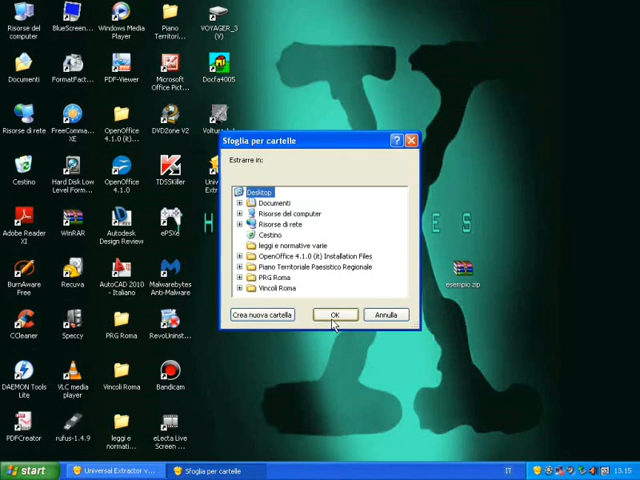 Risorse del
computer
BlueScreen...
Windows Media
Player
Piano
Territori...
VOYAGER_3
(V)
Documenti
FormatFact...
PDF-Viewer
Microsoft
Office Pict...
Docfa4005
Risorse di rete
FreeComma...
XE
OpenOffice
4.1.0 (it)...
DVD2one V2
Voltura
Cestino
Hard Disk Low
Level Form...
OpenOffice
4.1.0
TDSSKiller
Adobe Reader
XI
WinRAR
Autodesk
Design Review
ePSXe
BurnAware
Free
Recuva
AutoCAD 2010
- Italiano
Malwarebytes
Anti-Malware
CCleaner
Speccy
PRG Roma
RevoUninst...
DAEMON Tools
Lite
VLC media
player
Vincoli Roma
Bandicam
PDFCreator
rufus-1.4.9
leggi e
normati...
eLecta Live
Screen ...
Sfoglia per cartelle
Estrarre in:
Desktop
Documenti
Risorse del computer
Risorse di rete
Cestino
leggi e normative varie
OpenOffice 4.1.0 (it) Installation Files
Piano Territoriale Paesistico Regionale
PRG Roma
Vincoli Roma
Crea nuova cartella
OK
Annulla
esempio zip
start
Universal Extractor v...
Sfoglia per cartelle
IT
13.15